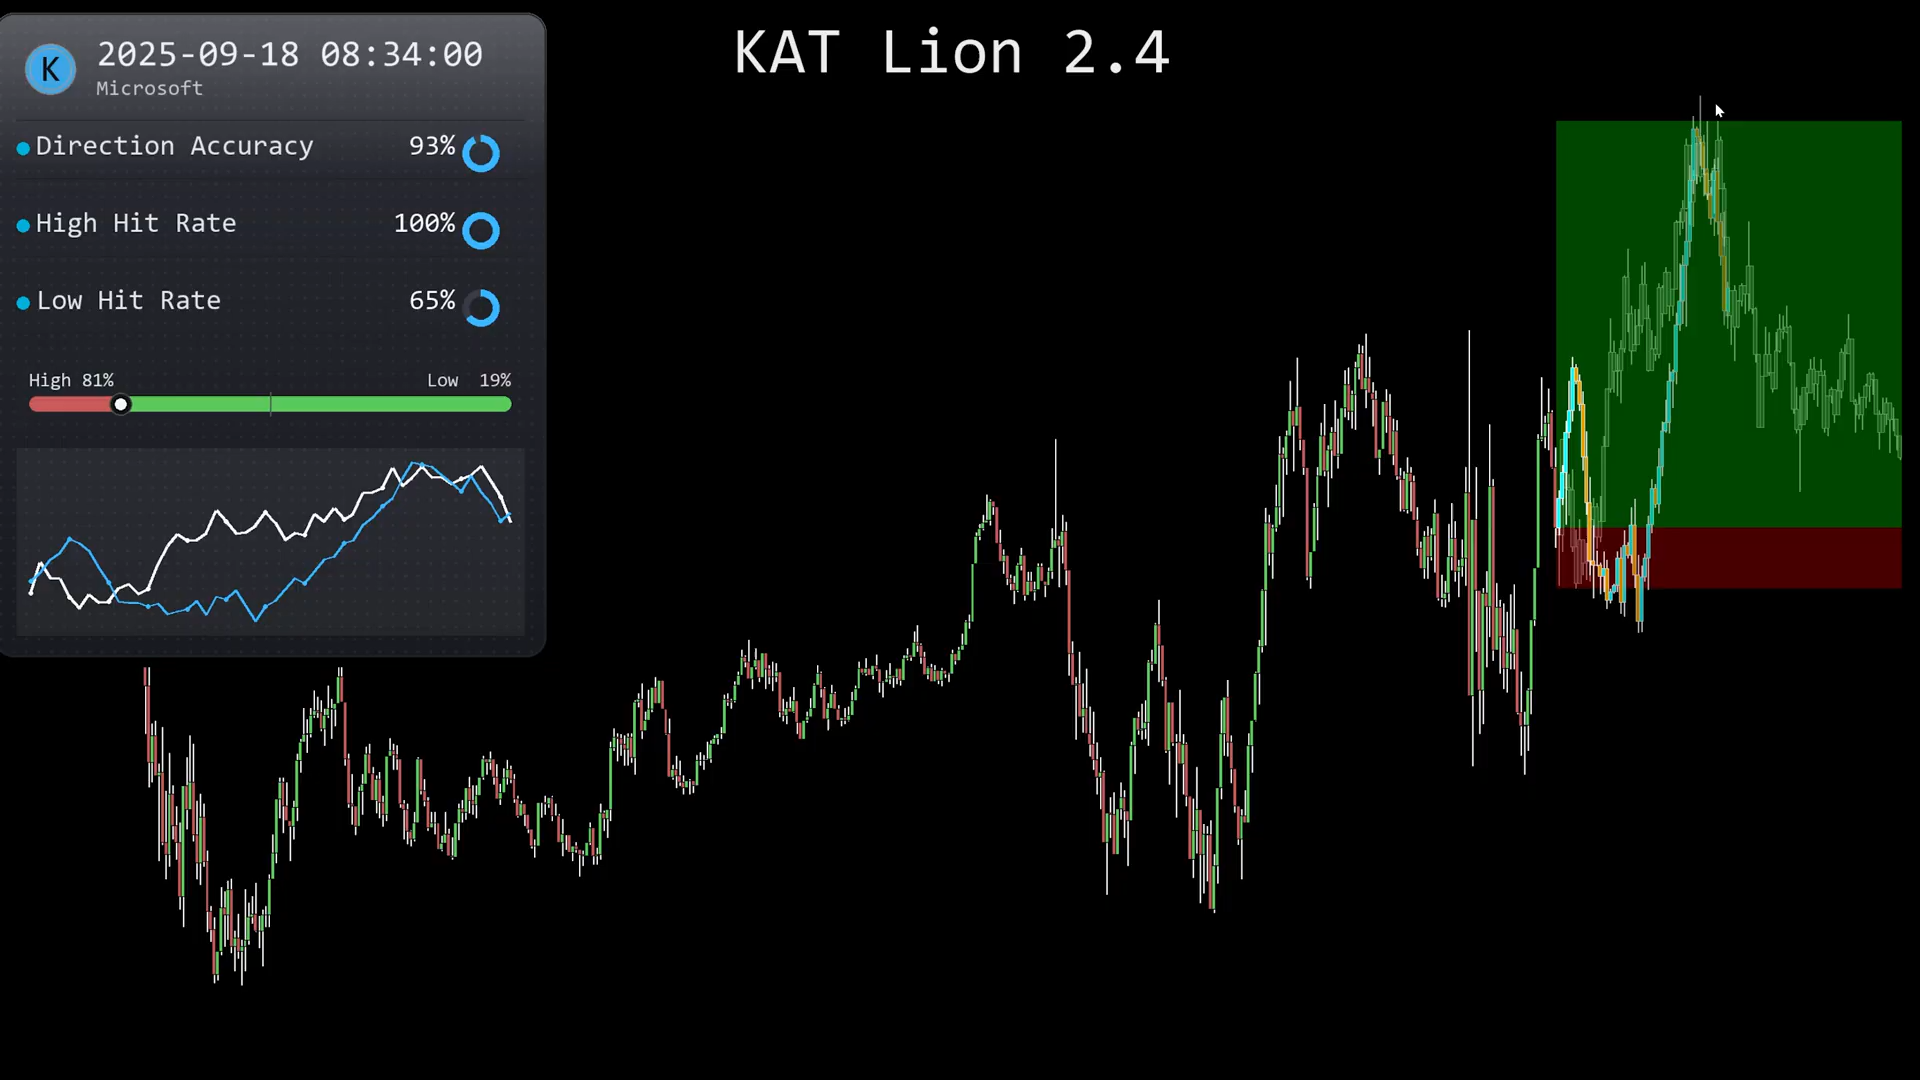 KAT Lion 2.4
K
2025-09-18 08:34:00
Microsoft
Direction Accuracy 93%
High Hit Rate 100%
Low Hit Rate 65%
High 81% Low 19%